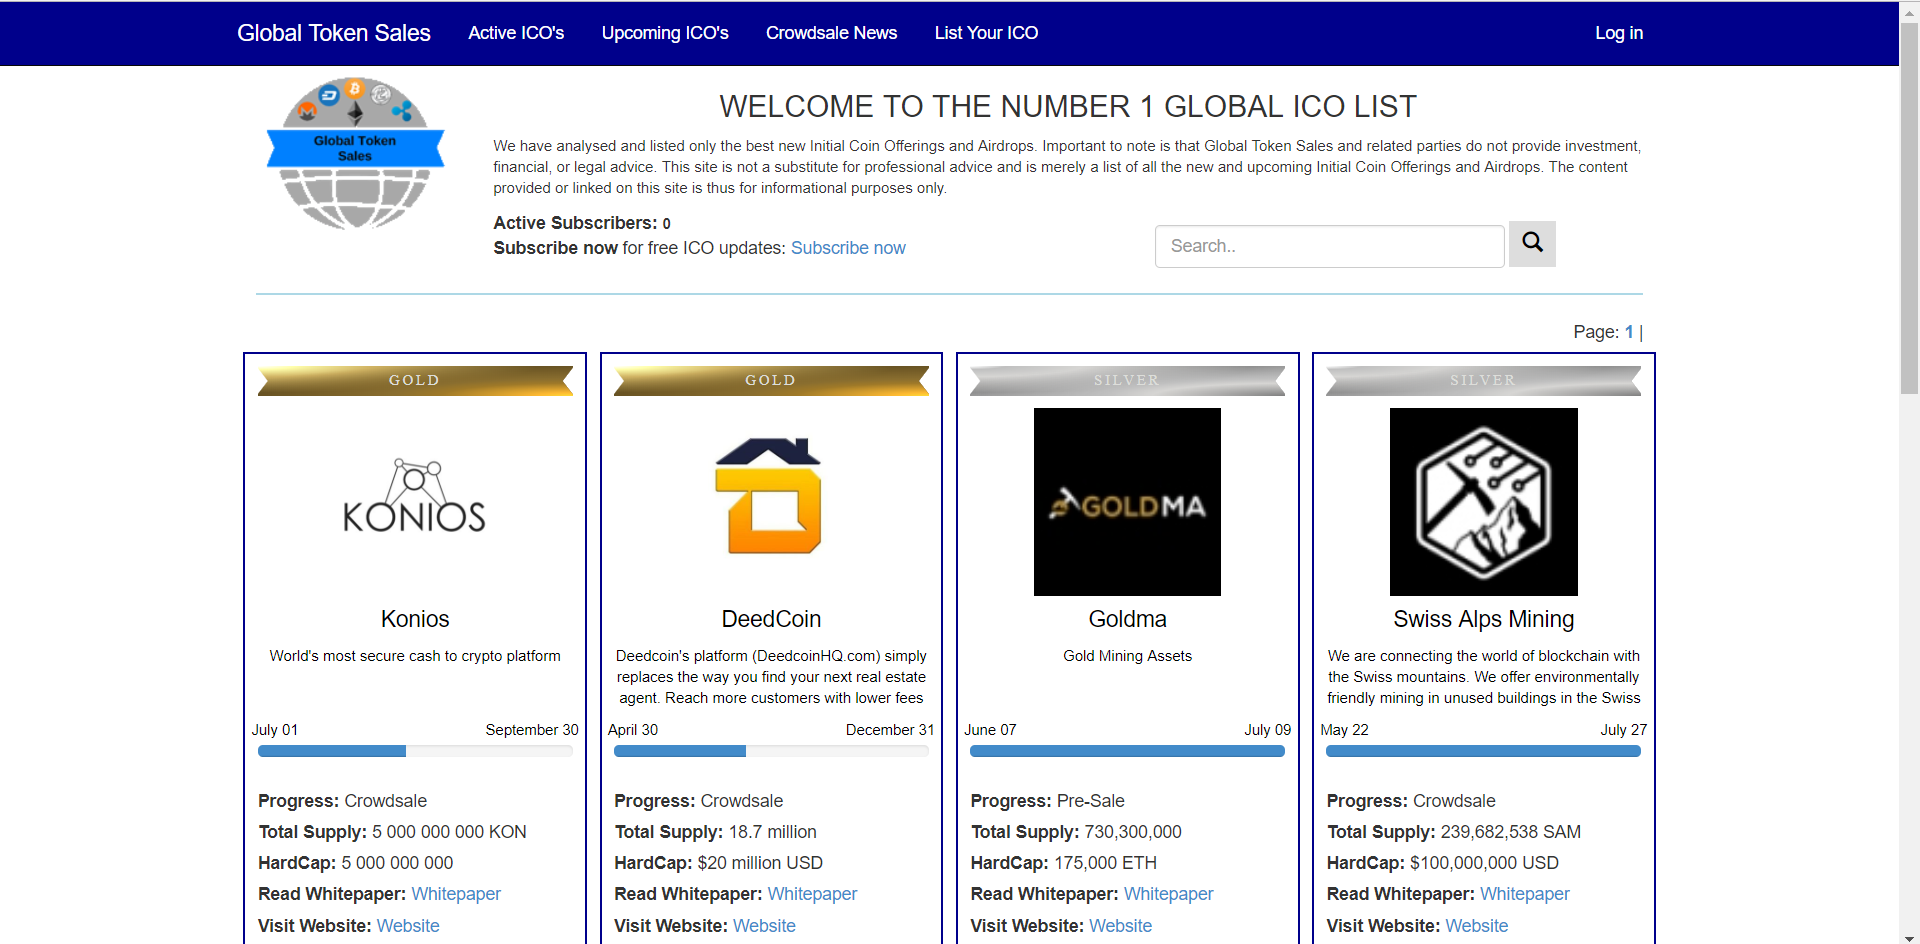 Global Token Sales Active ICO's Upcoming ICO's Crowdsale News List Your ICO Log in
Global Token
Sales
WELCOME TO THE NUMBER 1 GLOBAL ICO LIST
We have analysed and listed only the best new Initial Coin Offerings and Airdrops. Important to note is that Global Token Sales and related parties do not provide investment,
financial, or legal advice. This site is not a substitute for professional advice and is merely a list of all the new and upcoming Initial Coin Offerings and Airdrops. The content
provided or linked on this site is thus for informational purposes only.
Active Subscribers: 0
Subscribe now for free ICO updates: Subscribe now
Search..
Page: 1 |
GOLD
KONIOS
Konios
World's most secure cash to crypto platform
July 01 September 30
Progress: Crowdsale
Total Supply: 5 000 000 000 KON
HardCap: 5 000 000 000
Read Whitepaper: Whitepaper
Visit Website: Website
GOLD
DeedCoin
Deedcoin's platform (DeedcoinHQ.com) simply
replaces the way you find your next real estate
agent. Reach more customers with lower fees
April 30 December 31
Progress: Crowdsale
Total Supply: 18.7 million
HardCap: $20 million USD
Read Whitepaper: Whitepaper
Visit Website: Website
SILVER
GOLDMA
Goldma
Gold Mining Assets
June 07 July 09
Progress: Pre-Sale
Total Supply: 730,300,000
HardCap: 175,000 ETH
Read Whitepaper: Whitepaper
Visit Website: Website
SILVER
Swiss Alps Mining
We are connecting the world of blockchain with
the Swiss mountains. We offer environmentally
friendly mining in unused buildings in the Swiss
May 22 July 27
Progress: Crowdsale
Total Supply: 239,682,538 SAM
HardCap: $100,000,000 USD
Read Whitepaper: Whitepaper
Visit Website: Website